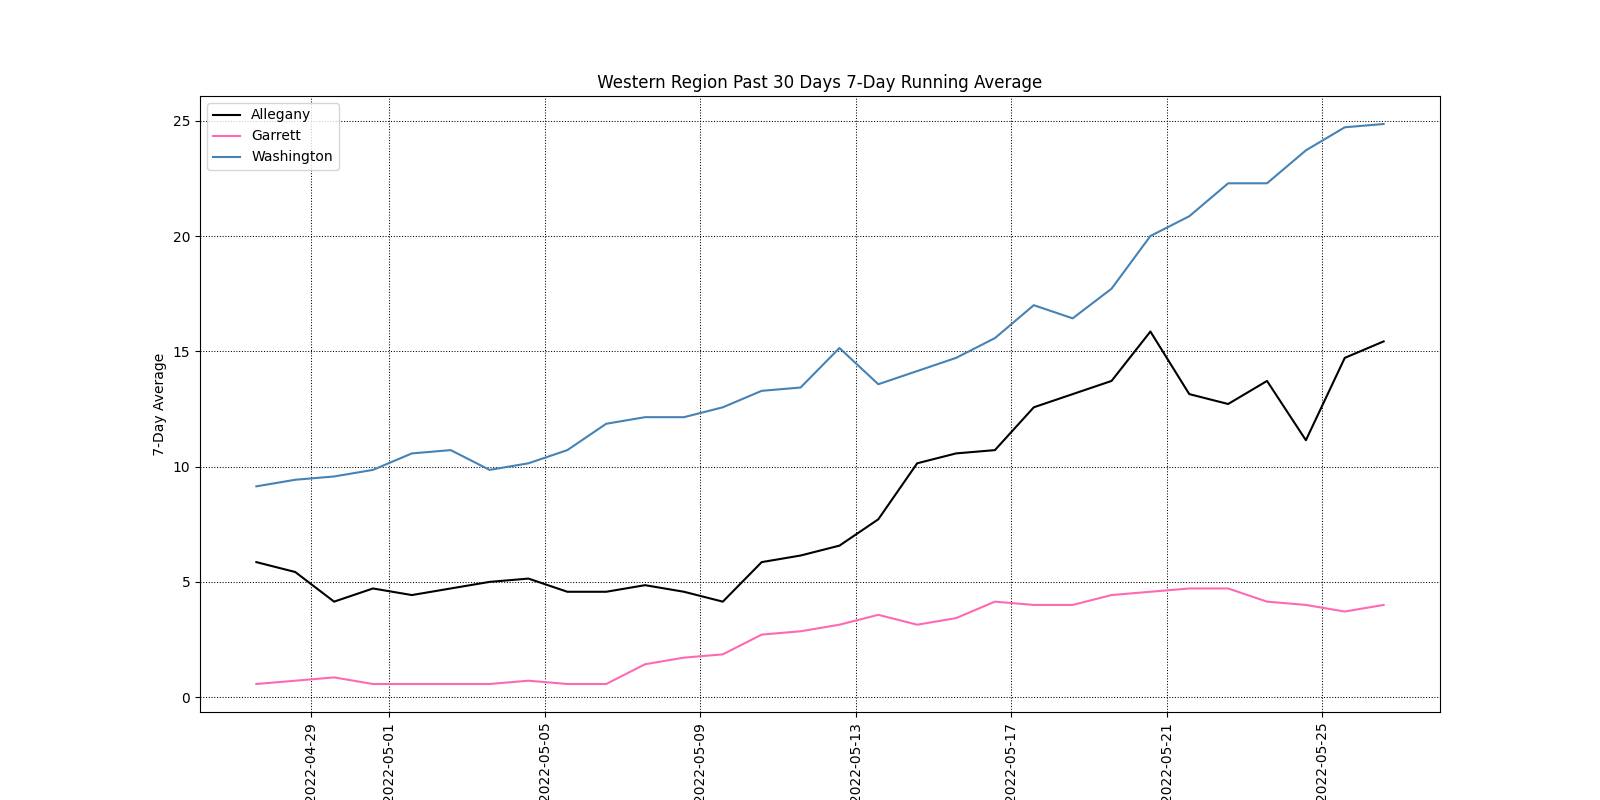 Western Region Past 30 Days 7-Day Running Average
Allegany
Garrett
Washington
7-Day Average
25
20
15
10
5
0
2022-04-29
2022-05-01
2022-05-05
2022-05-09
2022-05-13
2022-05-17
2022-05-21
2022-05-25